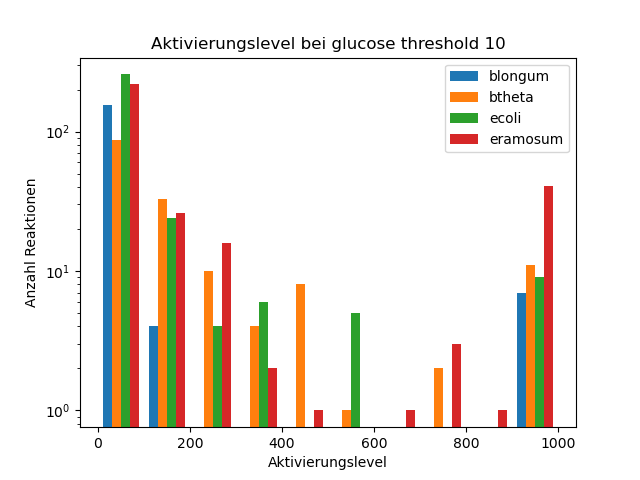 Aktivierungslevel bei glucose threshold 10
blongum
btheta
ecoli
eramosum
Anzahl Reaktionen
10²
10¹
10⁰
0 200 400 600 800 1000
Aktivierungslevel